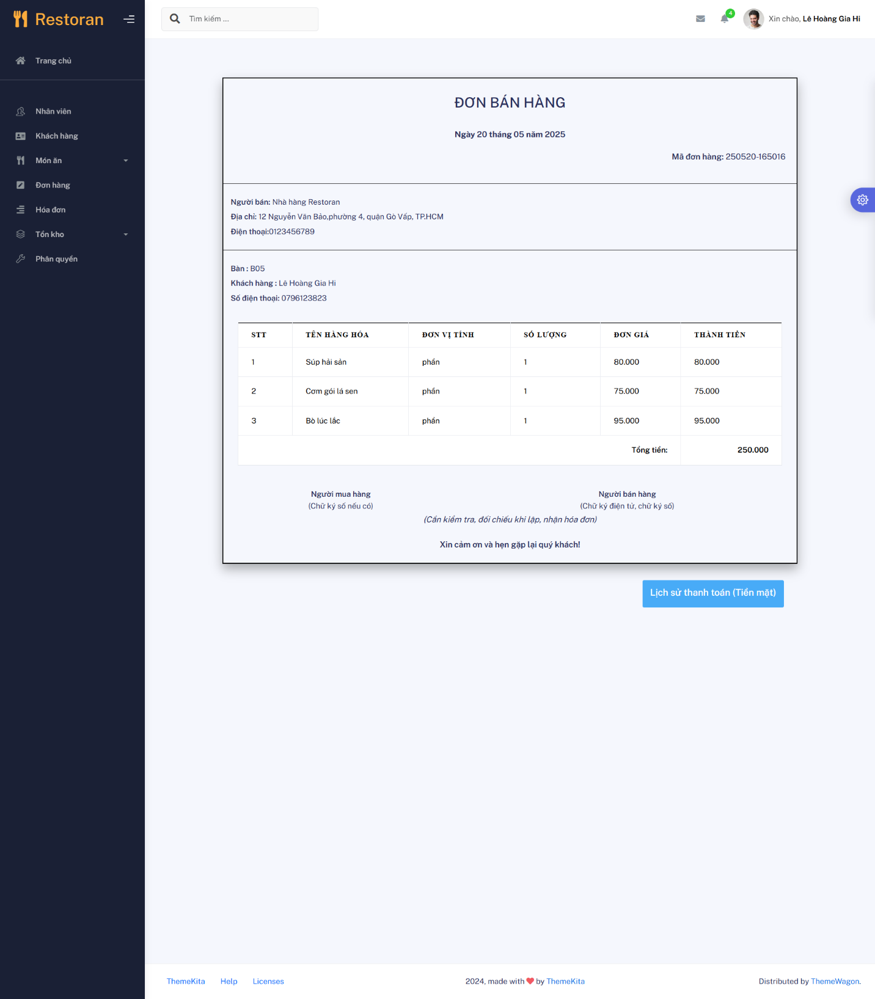 Restoran
Tìm kiếm ...
4
Xin chào, Lê Hoàng Gia Hi
Trang chủ
Nhân viên
Khách hàng
Món ăn
Đơn hàng
Hóa đơn
Tồn kho
Phân quyền
ĐƠN BÁN HÀNG
Ngày 20 tháng 05 năm 2025
Mã đơn hàng: 250520-165016
Người bán: Nhà hàng Restoran
Địa chỉ: 12 Nguyễn Văn Bảo,phường 4, quận Gò Vấp, TP.HCM
Điện thoại:0123456789
Bàn : B05
Khách hàng : Lê Hoàng Gia Hi
Số điện thoại: 0796123823
STT TÊN HÀNG HÓA ĐƠN VỊ TÍNH SỐ LƯỢNG ĐƠN GIÁ THÀNH TIỀN
1 Súp hải sản phần 1 80.000 80.000
2 Cơm gói lá sen phần 1 75.000 75.000
3 Bò lúc lắc phần 1 95.000 95.000
Tổng tiền: 250.000
Người mua hàng Người bán hàng
(Chữ ký số nếu có) (Chữ ký điện tử, chữ ký số)
(Cần kiểm tra, đối chiếu khi lập, nhận hóa đơn)
Xin cảm ơn và hẹn gặp lại quý khách!
Lịch sử thanh toán (Tiền mặt)
ThemeKita Help Licenses 2024, made with by ThemeKita Distributed by ThemeWagon.